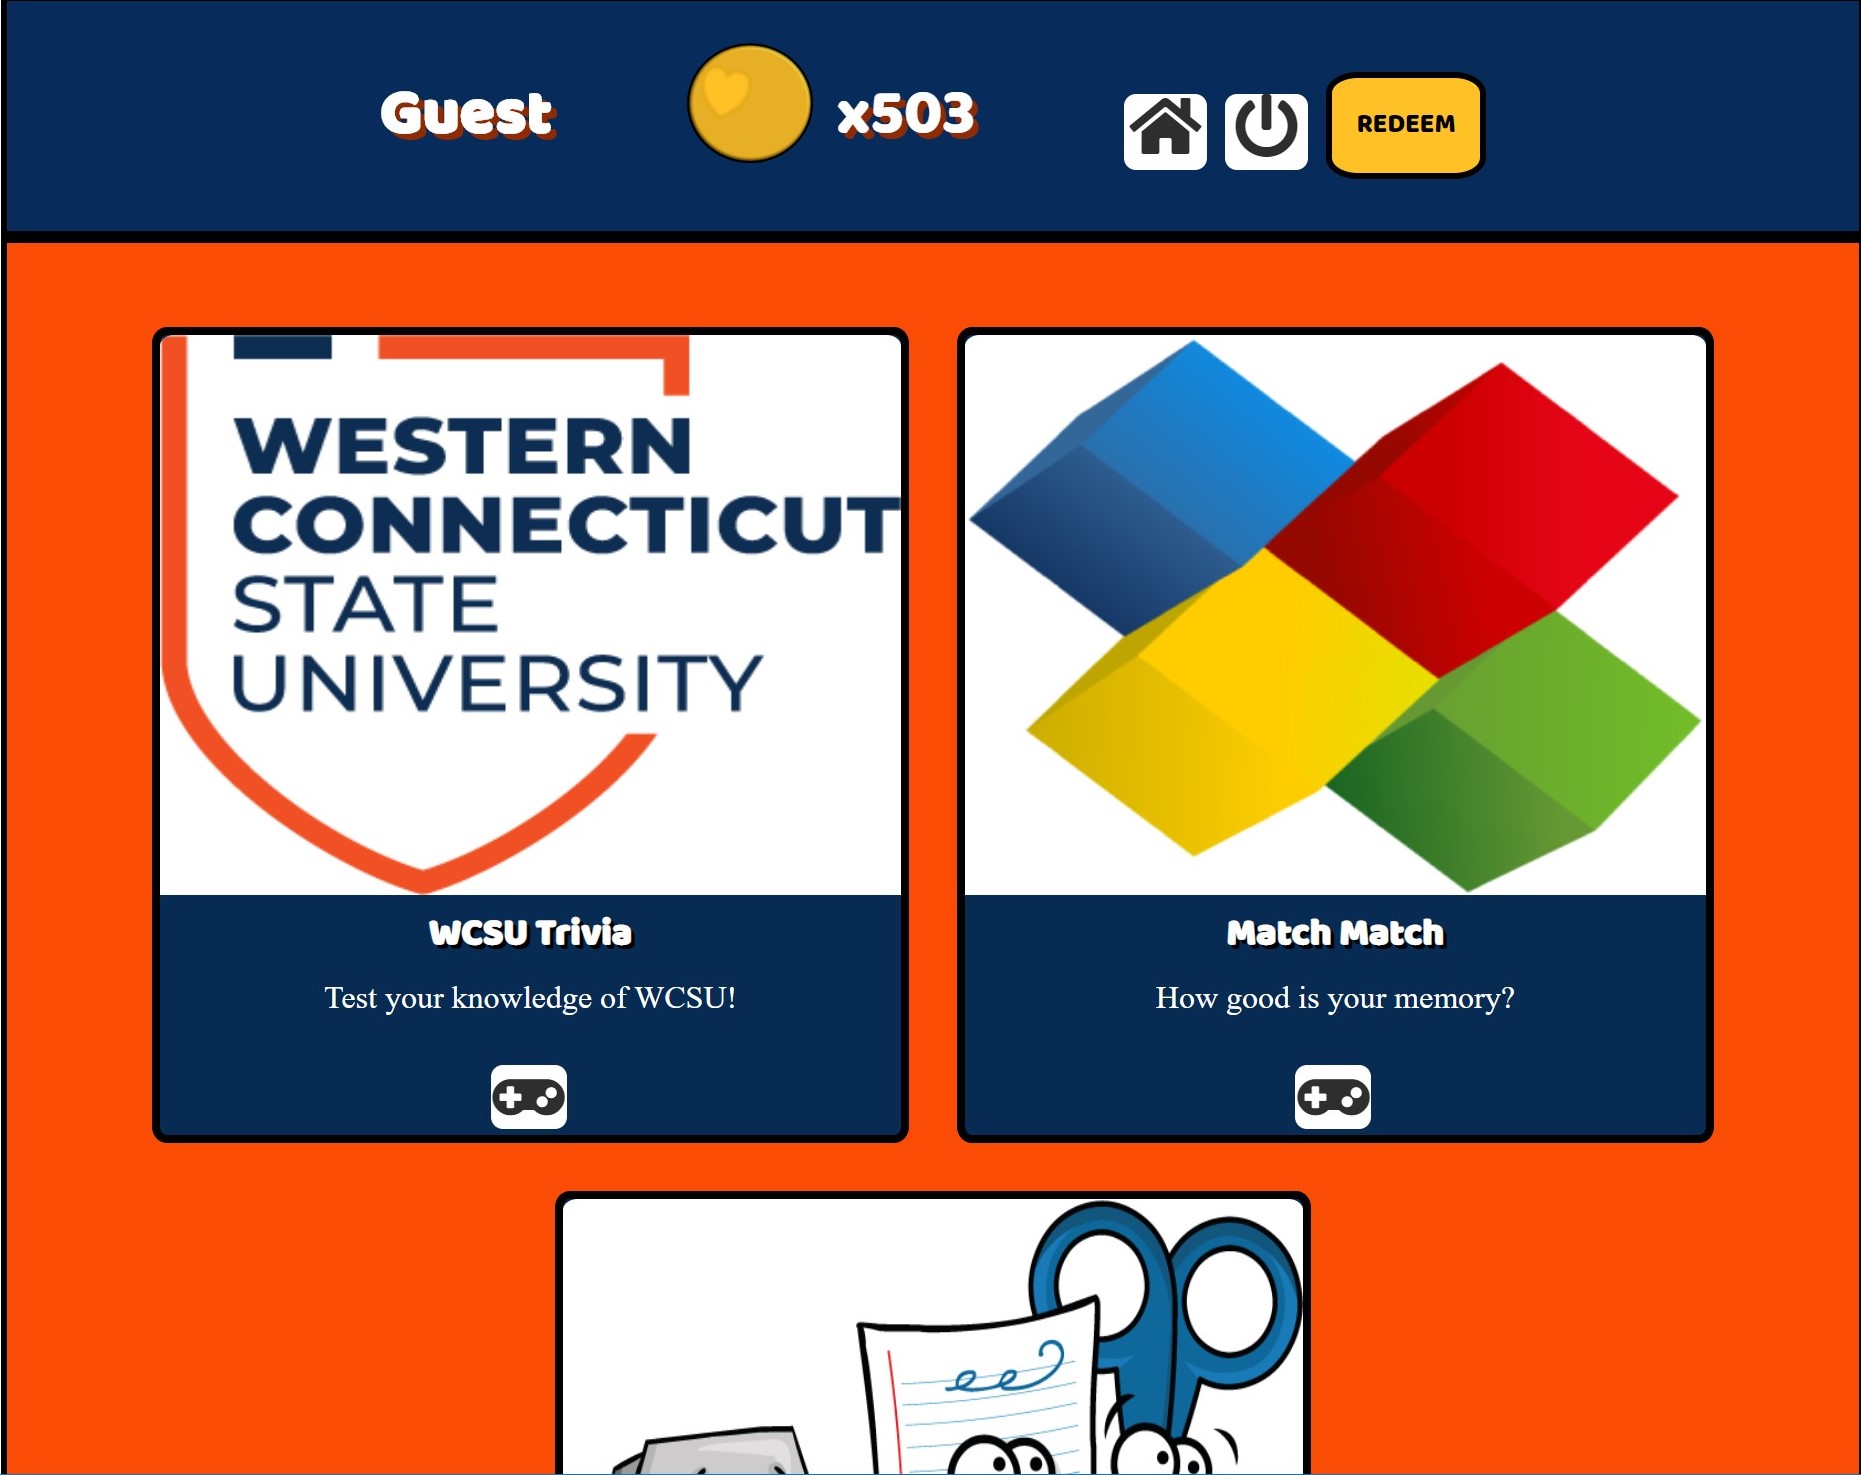 Guest
x503
REDEEM
WESTERN
CONNECTICUT
STATE
UNIVERSITY
WCSU Trivia
Test your knowledge of WCSU!
Match Match
How good is your memory?